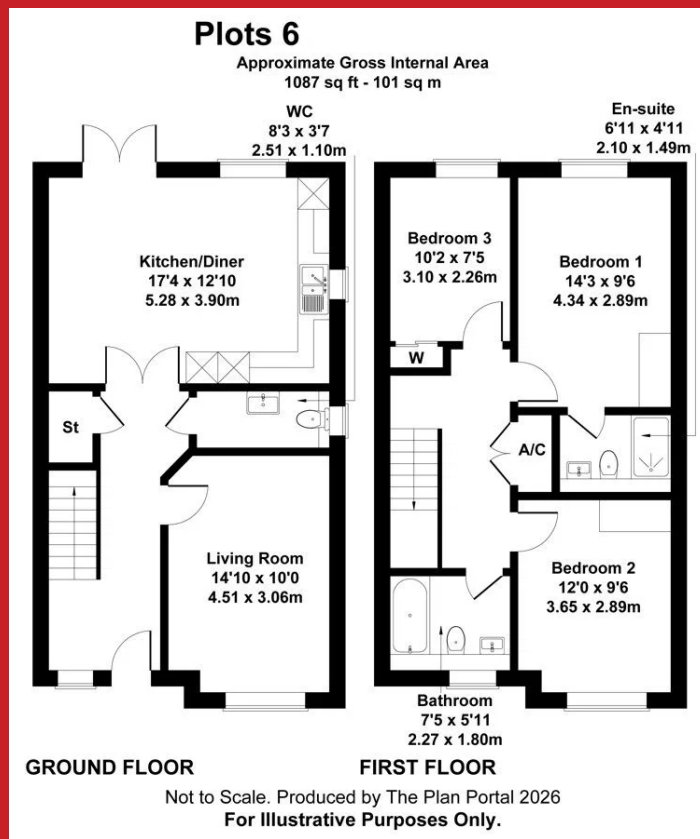 Plots 6
Approximate Gross Internal Area
1087 sq ft - 101 sq m
WC
8'3 x 3'7
2.51 x 1.10m
Kitchen/Diner
17'4 x 12'10
5.28 x 3.90m
St
Living Room
14'10 x 10'0
4.51 x 3.06m
GROUND FLOOR
En-suite
6'11 x 4'11
2.10 x 1.49m
Bedroom 3
10'2 x 7'5
3.10 x 2.26m
Bedroom 1
14'3 x 9'6
4.34 x 2.89m
W
A/C
Bedroom 2
12'0 x 9'6
3.65 x 2.89m
Bathroom
7'5 x 5'11
2.27 x 1.80m
FIRST FLOOR
Not to Scale. Produced by The Plan Portal 2026
For Illustrative Purposes Only.